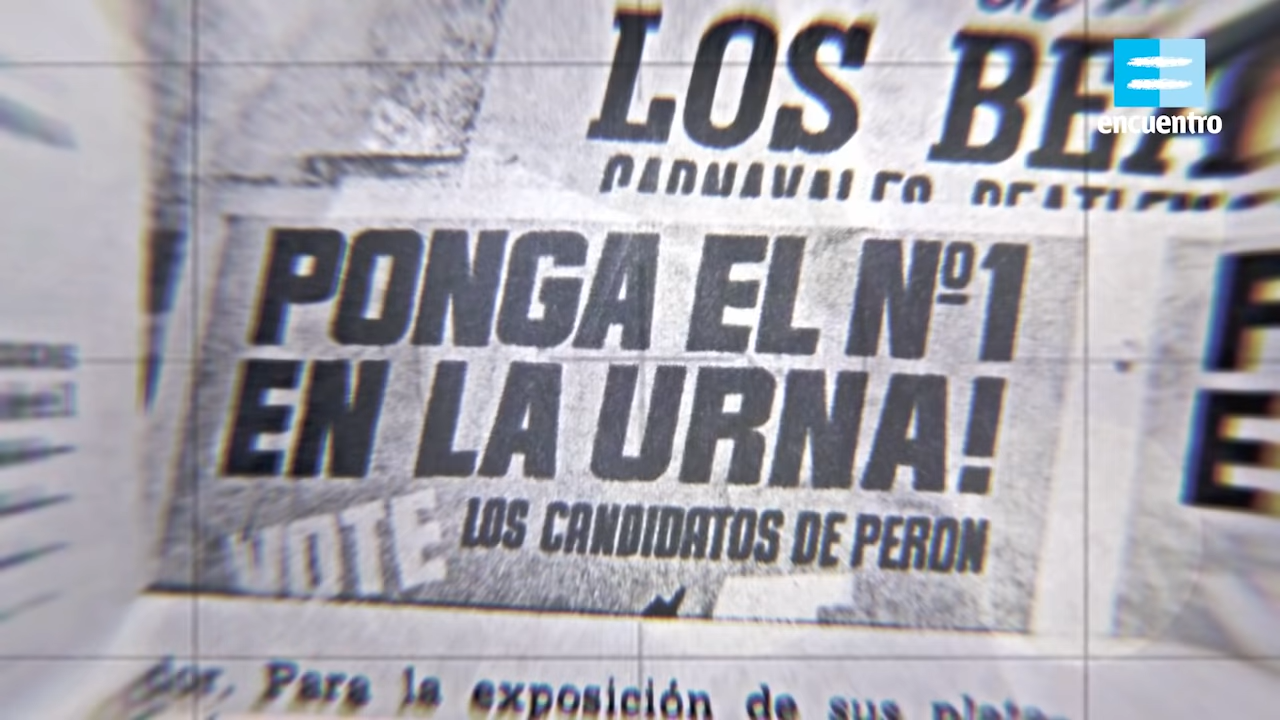 LOS
encuentro
PONGA EL Nº1
EN LA URNA!
LOS CANDIDATOS DE PERON
VOTE
Para la exposición de sus